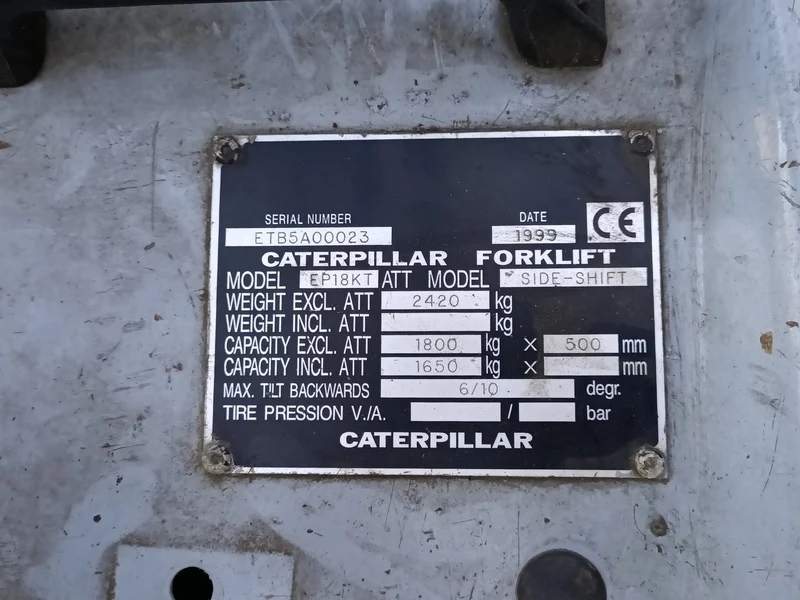 SERIAL NUMBER DATE CE
ETB5A00023 1999
CATERPILLAR FORKLIFT
MODEL EP18KT ATT MODEL SIDE-SHIFT
WEIGHT EXCL. ATT 2420 kg
WEIGHT INCL. ATT kg
CAPACITY EXCL. ATT 1800 kg X 500 mm
CAPACITY INCL. ATT 1650 kg X mm
MAX. TILT BACKWARDS 6/10 degr.
TIRE PRESSION V./A. / bar
CATERPILLAR